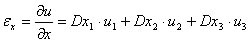 εₓ = ∂u/∂x = Dx₁ · u₁ + Dx₂ · u₂ + Dx₃ · u₃